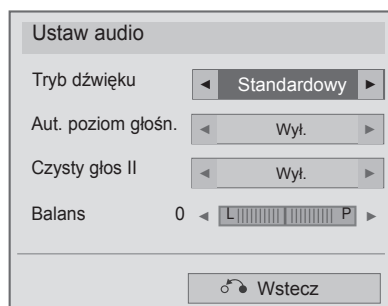 Ustaw audio
Tryb dźwięku ◄ Standardowy ►
Aut. poziom głośn. ◄ Wył. ►
Czysty głos II ◄ Wył. ►
Balans 0 ◄ L P ►
Wstecz